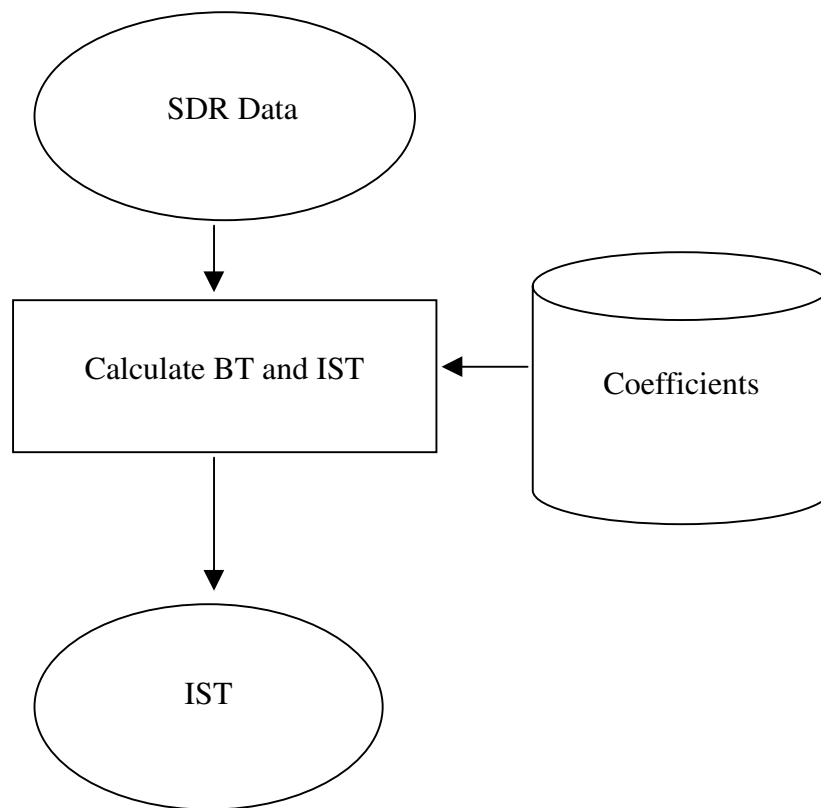 SDR Data
Calculate BT and IST
Coefficients
IST